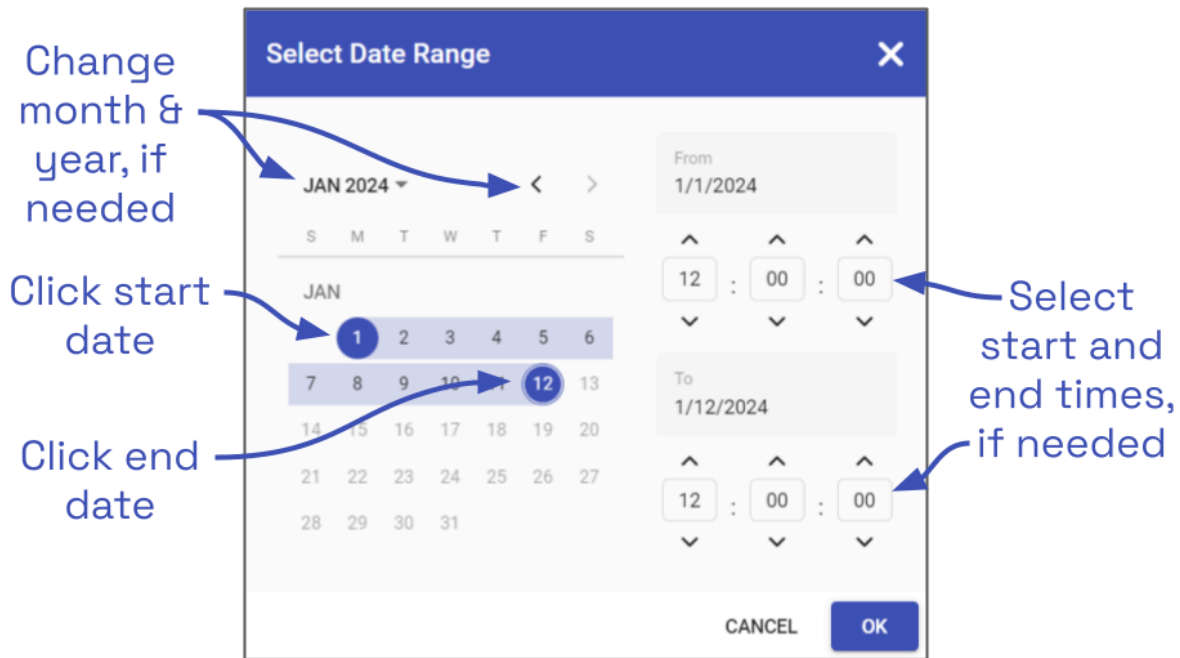 Select Date Range
Change
month &
year, if
needed
JAN 2024
S M T W T F S
JAN
1 2 3 4 5 6
7 8 9 10 11 12 13
14 15 16 17 18 19 20
21 22 23 24 25 26 27
28 29 30 31
Click start
date
Click end
date
From
1/1/2024
12 : 00 : 00
To
1/12/2024
12 : 00 : 00
Select
start and
end times,
if needed
CANCEL OK